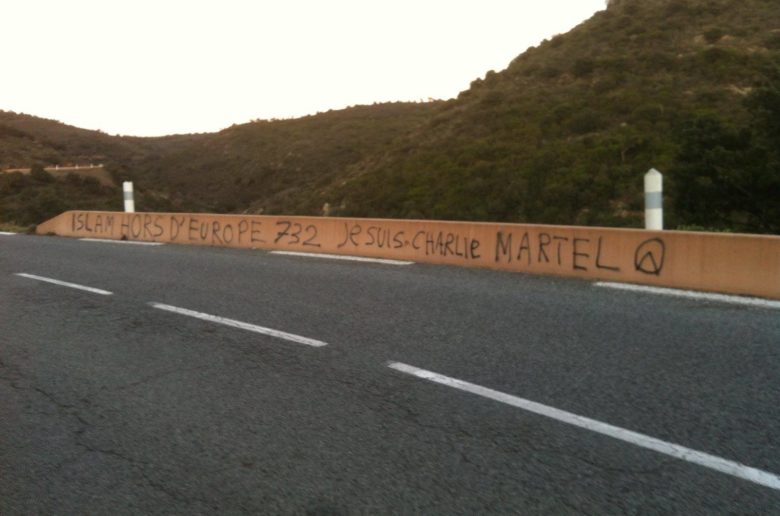 ISLAM HORS D'EUROPE 732 Je SUIS CHARLIe MARTEL